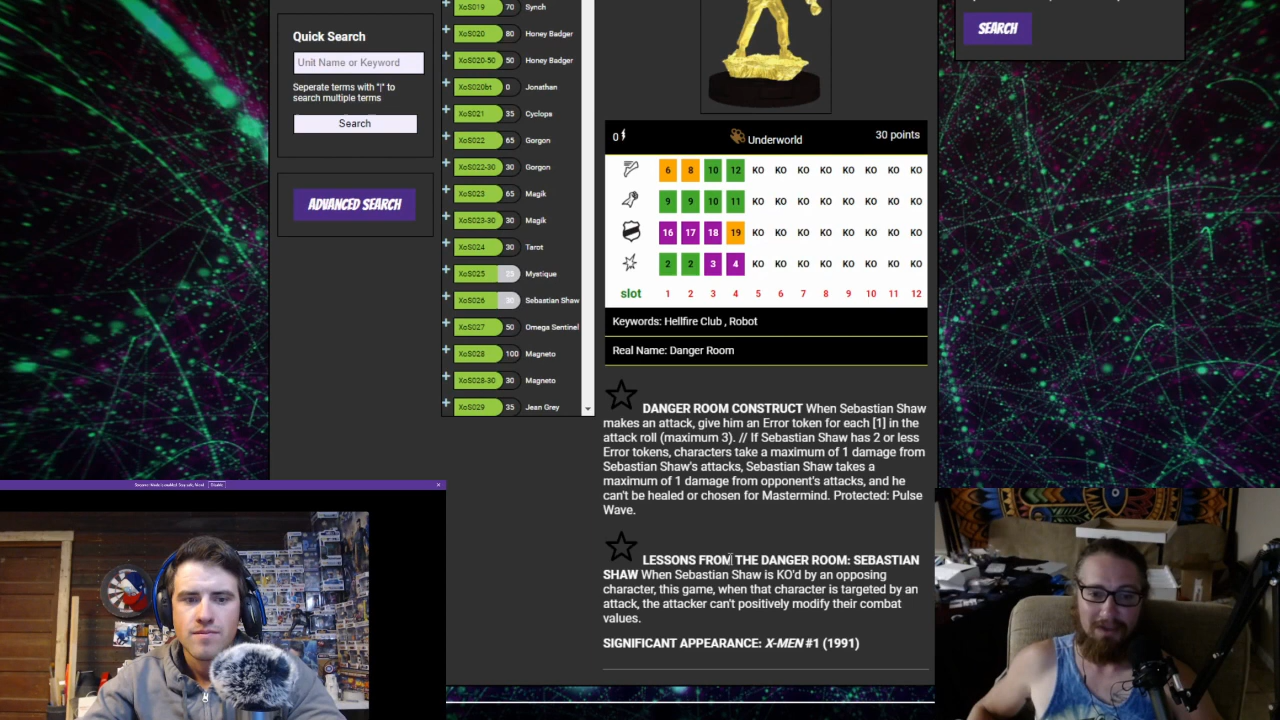 Quick Search
Unit Name or Keyword
Seperate terms with "|" to
search multiple terms
Search
ADVANCED SEARCH
+ XoS019 70 Synch
+ XoS020 80 Honey Badger
+ XoS020-50 50 Honey Badger
+ XoS020bt 0 Jonathan
+ XoS021 35 Cyclops
+ XoS022 65 Gorgon
+ XoS022-30 30 Gorgon
+ XoS023 65 Magik
+ XoS023-30 30 Magik
+ XoS024 30 Tarot
+ XoS025 25 Mystique
+ XoS026 30 Sebastian Shaw
+ XoS027 50 Omega Sentinel
+ XoS028 100 Magneto
+ XoS028-30 30 Magneto
+ XoS029 35 Jean Grey
0 Underworld 30 points
6 8 10 12 KO KO KO KO KO KO KO KO
9 9 10 11 KO KO KO KO KO KO KO KO
16 17 18 19 KO KO KO KO KO KO KO KO
2 2 3 4 KO KO KO KO KO KO KO KO
slot 1 2 3 4 5 6 7 8 9 10 11 12
Keywords: Hellfire Club , Robot
Real Name: Danger Room
DANGER ROOM CONSTRUCT When Sebastian Shaw
makes an attack, give him an Error token for each [1] in the
attack roll (maximum 3). // If Sebastian Shaw has 2 or less
Error tokens, characters take a maximum of 1 damage from
Sebastian Shaw's attacks, Sebastian Shaw takes a
maximum of 1 damage from opponent's attacks, and he
can't be healed or chosen for Mastermind. Protected: Pulse
Wave.
LESSONS FROM THE DANGER ROOM: SEBASTIAN
SHAW When Sebastian Shaw is KO'd by an opposing
character, this game, when that character is targeted by an
attack, the attacker can't positively modify their combat
values.
SIGNIFICANT APPEARANCE: X-MEN #1 (1991)
SEARCH